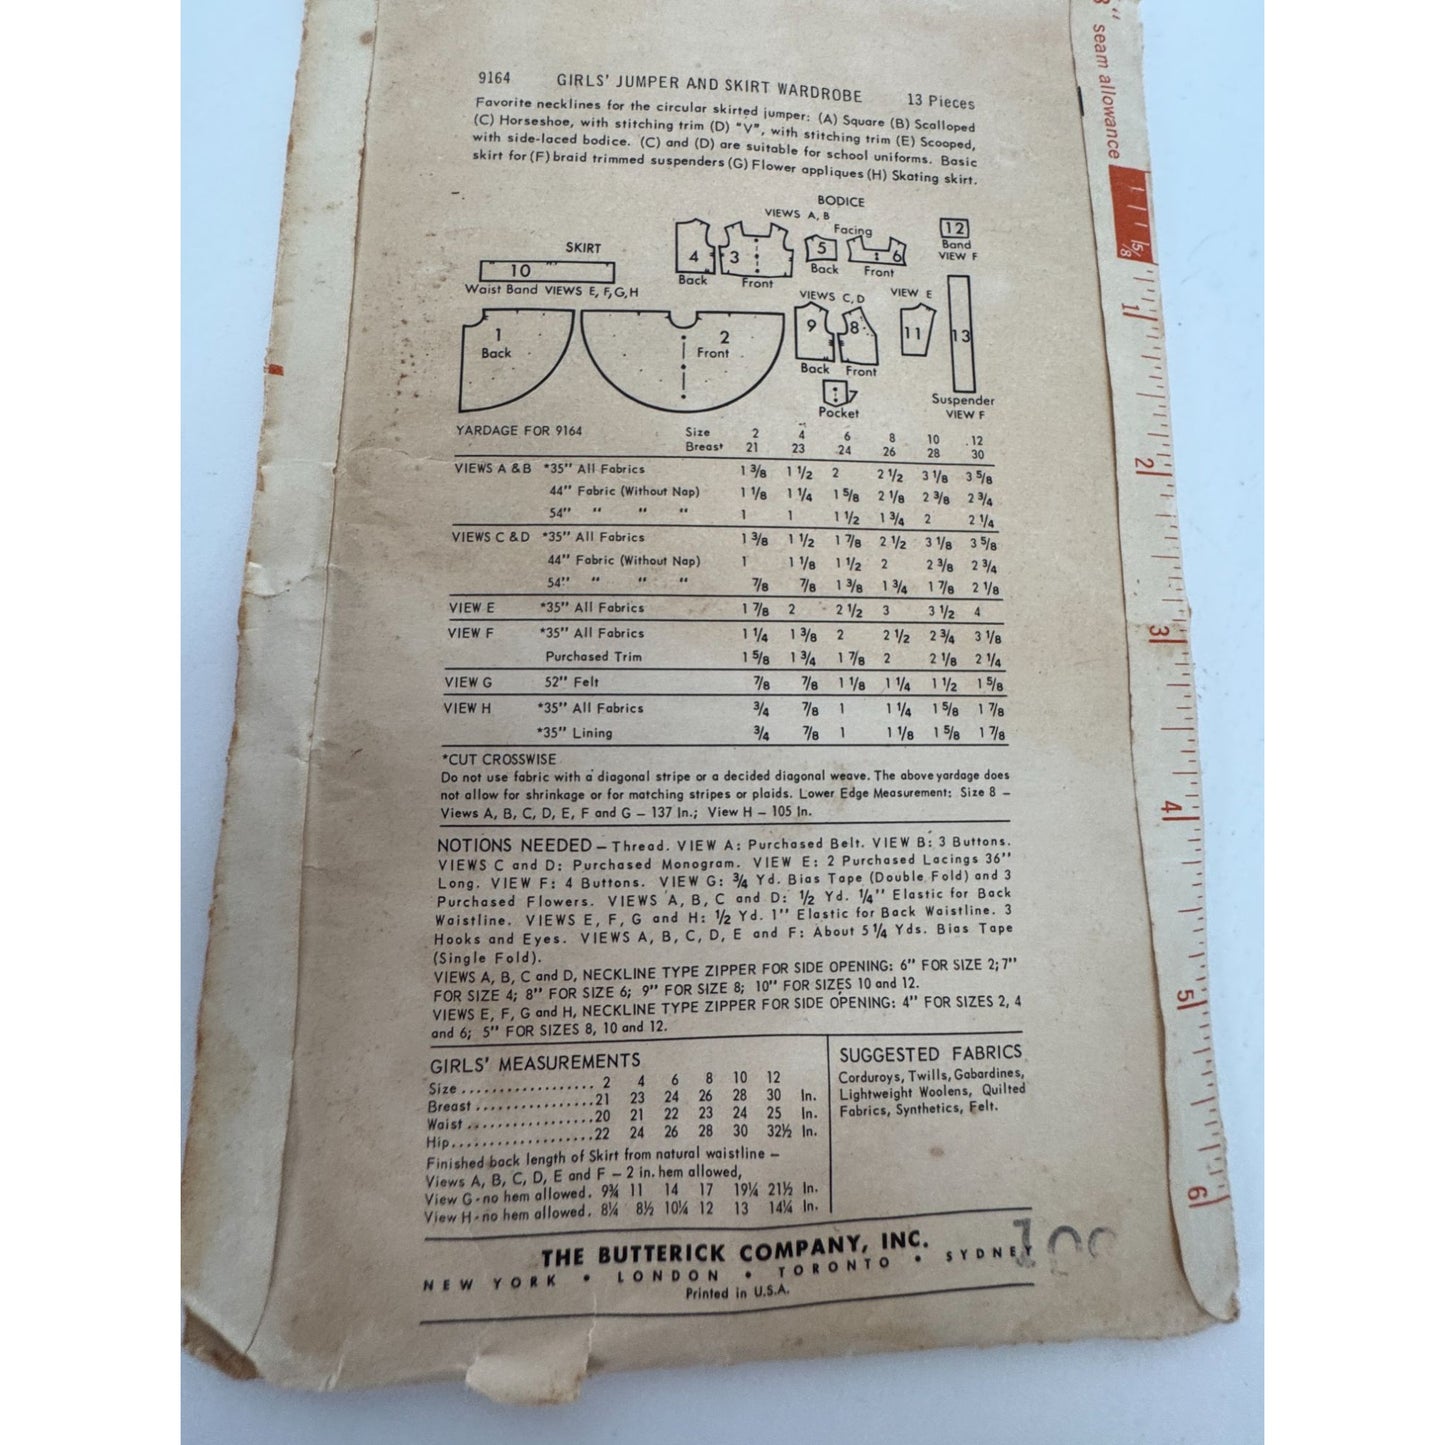 9164 GIRLS' JUMPER AND SKIRT WARDROBE 13 Pieces
Favorite necklines for the circular skirted jumper: (A) Square (B) Scalloped
(C) Horseshoe, with stitching trim (D) "V", with stitching trim (E) Scooped,
with side-laced bodice. (C) and (D) are suitable for school uniforms. Basic
skirt for (F) braid trimmed suspenders (G) Flower appliques (H) Skating skirt.
BODICE
VIEWS A, B
Facing
4 3 5 6 12
Back Front Back Front
Band
VIEW F
SKIRT
10
Waist Band VIEWS E, F, G, H
VIEWS C, D VIEW E
1 Back
2 Front
9 8 11 13
Back Front
Pocket
Suspender
VIEW F
YARDAGE FOR 9164 Size 2 4 6 8 10 12
Breast 21 23 24 26 28 30
VIEWS A & B *35" All Fabrics 1 3/8 1 1/2 2 2 1/2 3 1/8 3 5/8
44" Fabric (Without Nap) 1 1/8 1 1/4 1 5/8 2 1/8 2 3/8 2 3/4
54" " " " 1 1 1 1/2 1 3/4 2 2 1/4
VIEWS C & D *35" All Fabrics 1 3/8 1 1/2 1 7/8 2 1/2 3 1/8 3 5/8
44" Fabric (Without Nap) 1 1 1/8 1 1/2 2 2 3/8 2 3/4
54" " " " 7/8 7/8 1 3/8 1 3/4 1 7/8 2 1/8
VIEW E *35" All Fabrics 1 7/8 2 2 1/2 3 3 1/2 4
VIEW F *35" All Fabrics 1 1/4 1 3/8 2 2 1/2 2 3/4 3 1/8
Purchased Trim 1 5/8 1 3/4 1 7/8 2 2 1/8 2 1/4
VIEW G 52" Felt 7/8 7/8 1 1/8 1 1/4 1 1/2 1 5/8
VIEW H *35" All Fabrics 3/4 7/8 1 1 1/4 1 5/8 1 7/8
*35" Lining 3/4 7/8 1 1 1/8 1 5/8 1 7/8
*CUT CROSSWISE
Do not use fabric with a diagonal stripe or a decided diagonal weave. The above yardage does
not allow for shrinkage or for matching stripes or plaids. Lower Edge Measurement: Size 8 –
Views A, B, C, D, E, F and G – 137 In.; View H – 105 In.
NOTIONS NEEDED – Thread. VIEW A: Purchased Belt. VIEW B: 3 Buttons.
VIEWS C and D: Purchased Monogram. VIEW E: 2 Purchased Lacings 36"
Long. VIEW F: 4 Buttons. VIEW G: 3/4 Yd. Bias Tape (Double Fold) and 3
Purchased Flowers. VIEWS A, B, C and D: 1/2 Yd. 1/4" Elastic for Back
Waistline. VIEWS E, F, G and H: 1/2 Yd. 1" Elastic for Back Waistline. 3
Hooks and Eyes. VIEWS A, B, C, D, E and F: About 5 1/4 Yds. Bias Tape
(Single Fold).
VIEWS A, B, C and D, NECKLINE TYPE ZIPPER FOR SIDE OPENING: 6" FOR SIZE 2; 7"
FOR SIZE 4; 8" FOR SIZE 6; 9" FOR SIZE 8; 10" FOR SIZES 10 and 12.
VIEWS E, F, G and H, NECKLINE TYPE ZIPPER FOR SIDE OPENING: 4" FOR SIZES 2, 4
and 6; 5" FOR SIZES 8, 10 and 12.
GIRLS' MEASUREMENTS
Size .................. 2 4 6 8 10 12
Breast .................21 23 24 26 28 30 In.
Waist ..................20 21 22 23 24 25 In.
Hip....................22 24 26 28 30 32½ In.
Finished back length of Skirt from natural waistline –
Views A, B, C, D, E and F – 2 in. hem allowed,
View G - no hem allowed. 9¾ 11 14 17 19¼ 21½ In.
View H - no hem allowed. 8¼ 8½ 10¼ 12 13 14¼ In.
SUGGESTED FABRICS
Corduroys, Twills, Gabardines,
Lightweight Woolens, Quilted
Fabrics, Synthetics, Felt.
THE BUTTERICK COMPANY, INC.
NEW YORK • LONDON • TORONTO • SYDNEY
Printed in U.S.A.
seam allowance
5/8
1
2
3
4
5
6